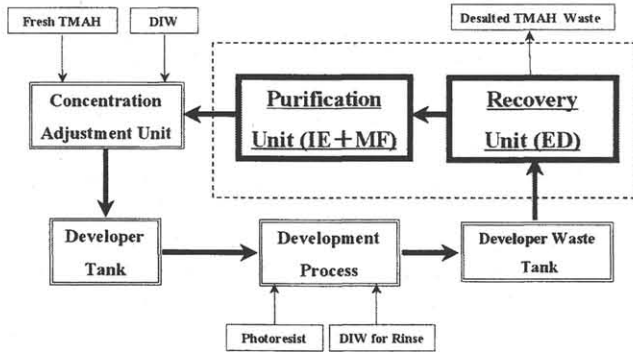 Fresh TMAH
DIW
Desalted TMAH Waste
Concentration
Adjustment Unit
Purification
Unit (IE+MF)
Recovery
Unit (ED)
Developer
Tank
Development
Process
Developer Waste
Tank
Photoresist
DIW for Rinse